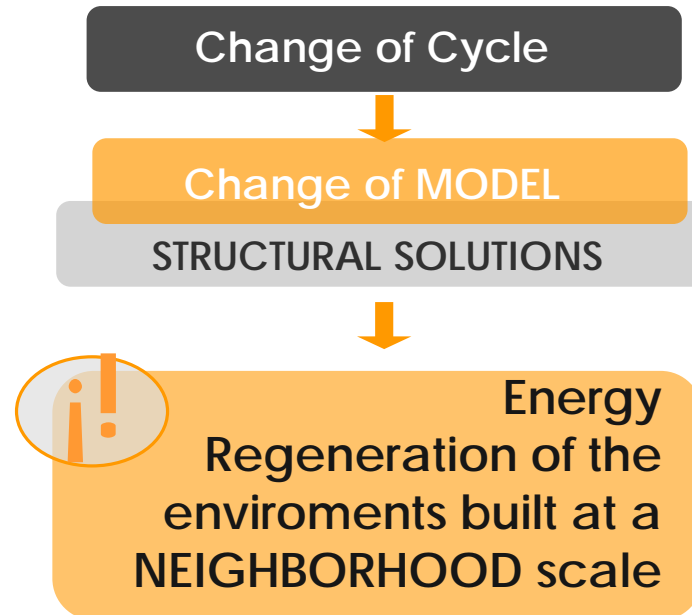 Change of Cycle
Change of MODEL
STRUCTURAL SOLUTIONS
¡!
Energy
Regeneration of the
enviroments built at a
NEIGHBORHOOD scale